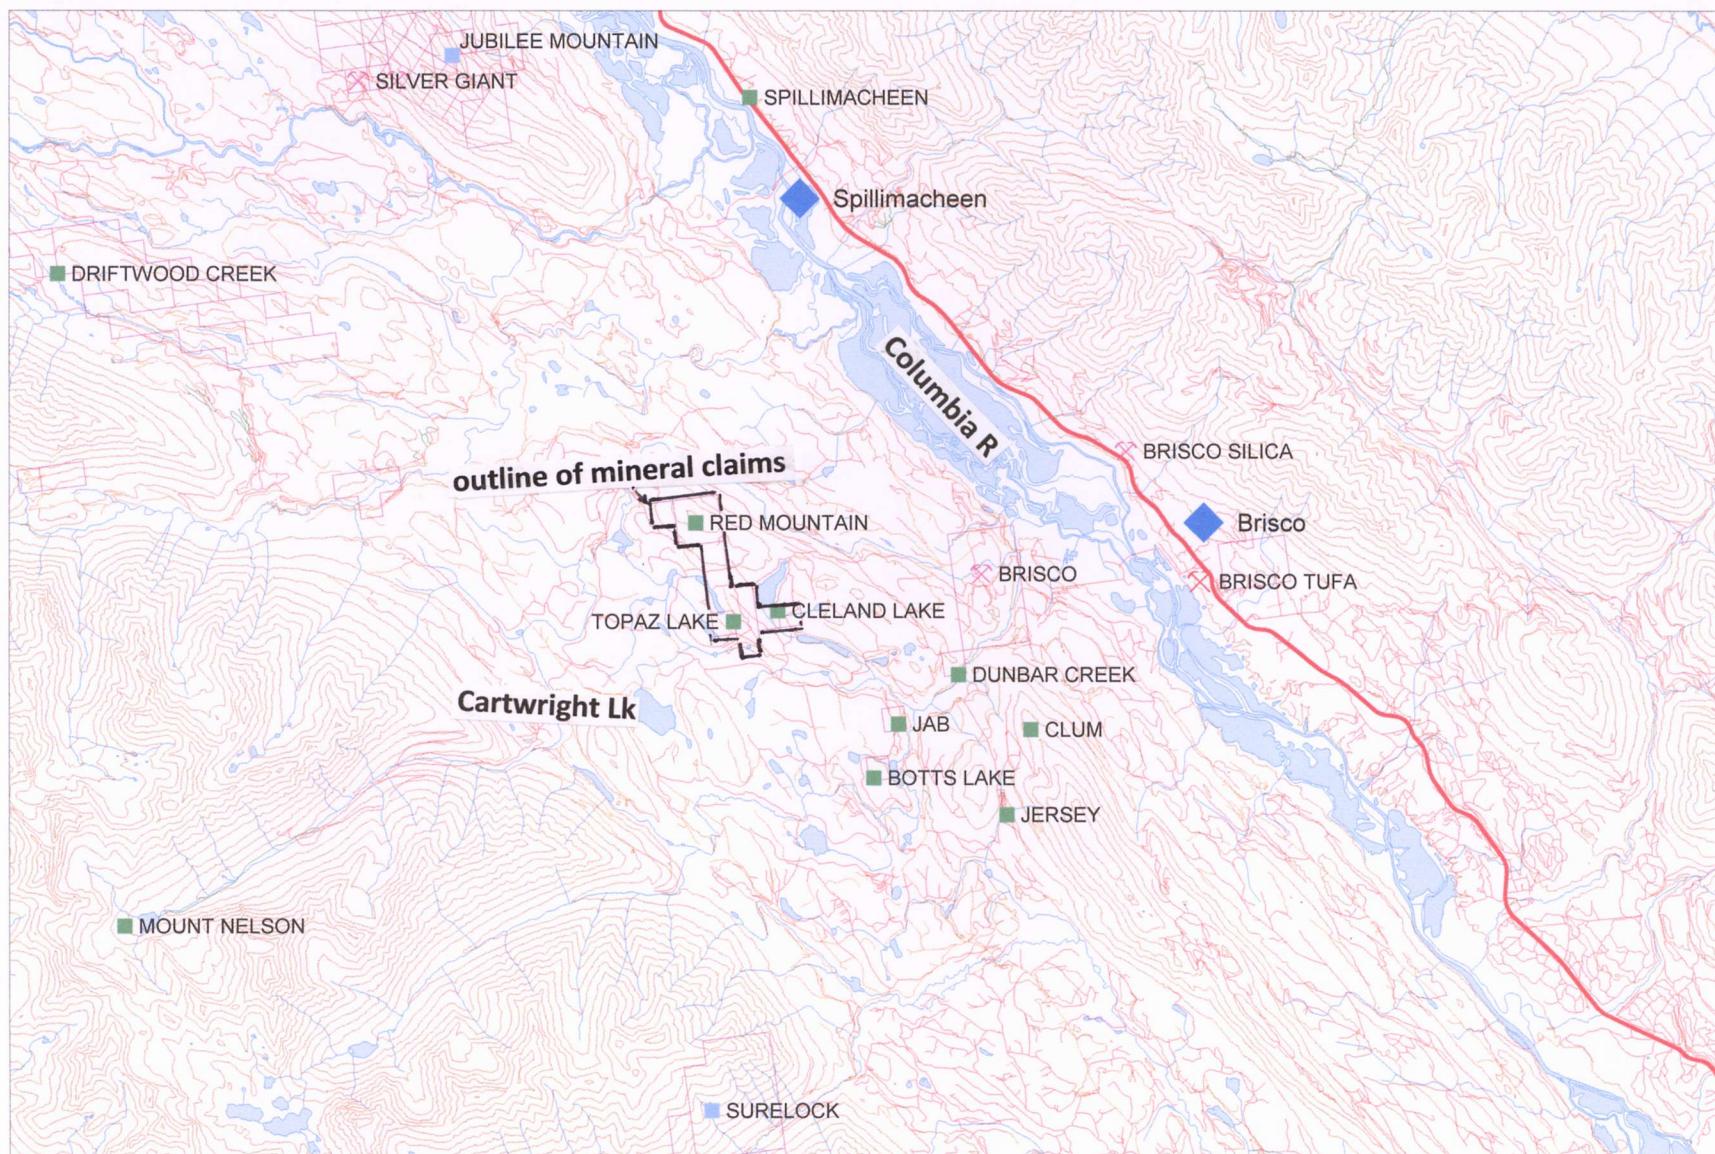 JUBILEE MOUNTAIN
SILVER GIANT
SPILLIMACHEEN
Spillimacheen
DRIFTWOOD CREEK
Columbia R
BRISCO SILICA
outline of mineral claims
RED MOUNTAIN
Brisco
BRISCO
BRISCO TUFA
CLELAND LAKE
TOPAZ LAKE
DUNBAR CREEK
Cartwright Lk
JAB
CLUM
BOTTS LAKE
JERSEY
MOUNT NELSON
SURELOCK